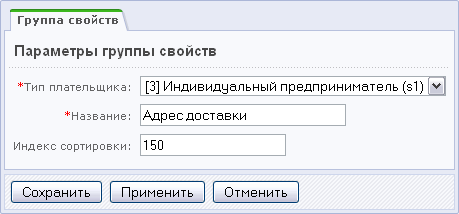 Группа свойств
Параметры группы свойств
*Тип плательщика: [3] Индивидуальный предприниматель (s1)
*Название: Адрес доставки
Индекс сортировки: 150
Сохранить Применить Отменить